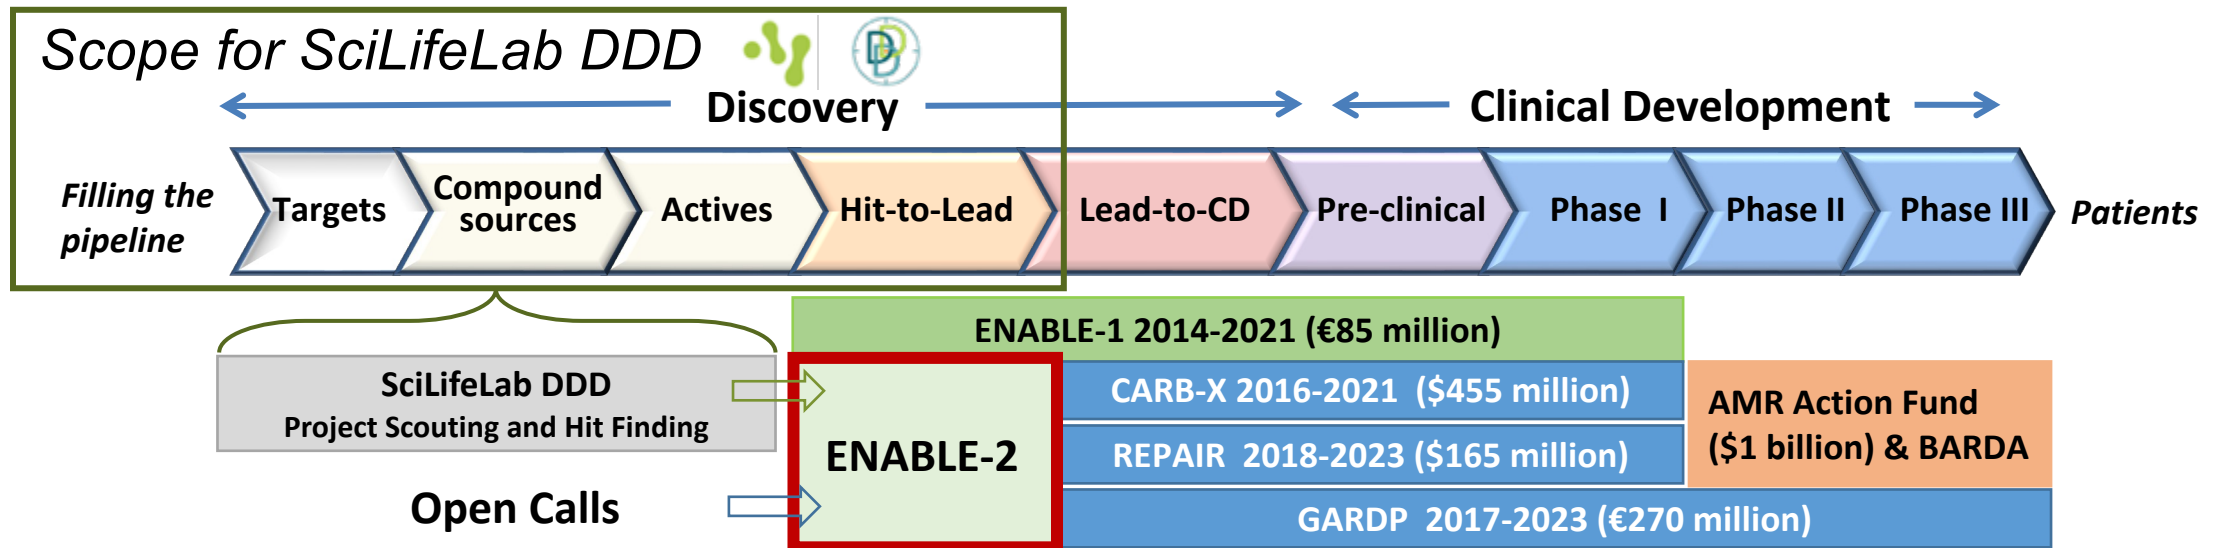 Scope for SciLifeLab DDD
Discovery
Clinical Development
Filling the
pipeline
Targets
Compound
sources
Actives
Hit-to-Lead
Lead-to-CD
Pre-clinical
Phase I
Phase II
Phase III
Patients
ENABLE-1 2014-2021 (€85 million)
SciLifeLab DDD
Project Scouting and Hit Finding
Open Calls
ENABLE-2
CARB-X 2016-2021 ($455 million)
REPAIR 2018-2023 ($165 million)
GARDP 2017-2023 (€270 million)
AMR Action Fund
($1 billion) & BARDA